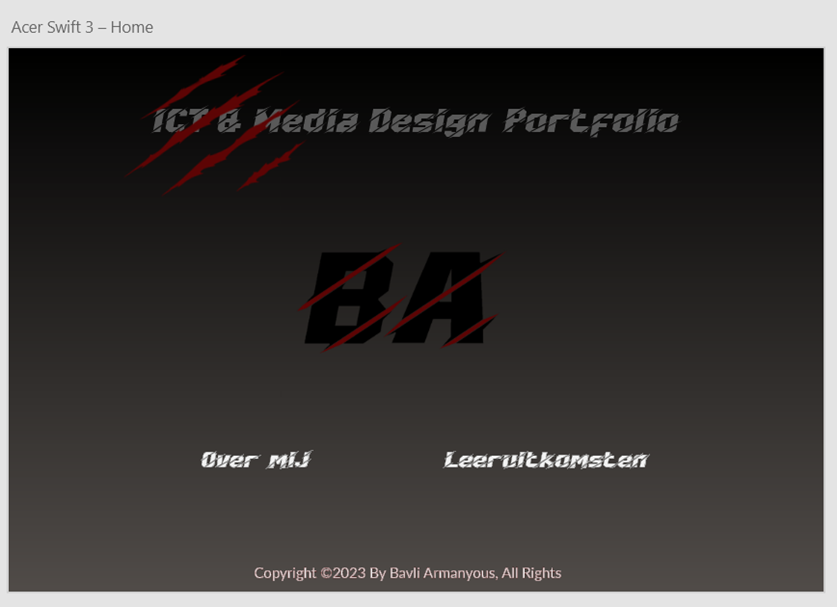 Acer Swift 3 – Home
ICT & Media Design Portfolio
BA
Over mij Leeruitkomsten
Copyright ©2023 By Bavli Armanyous, All Rights